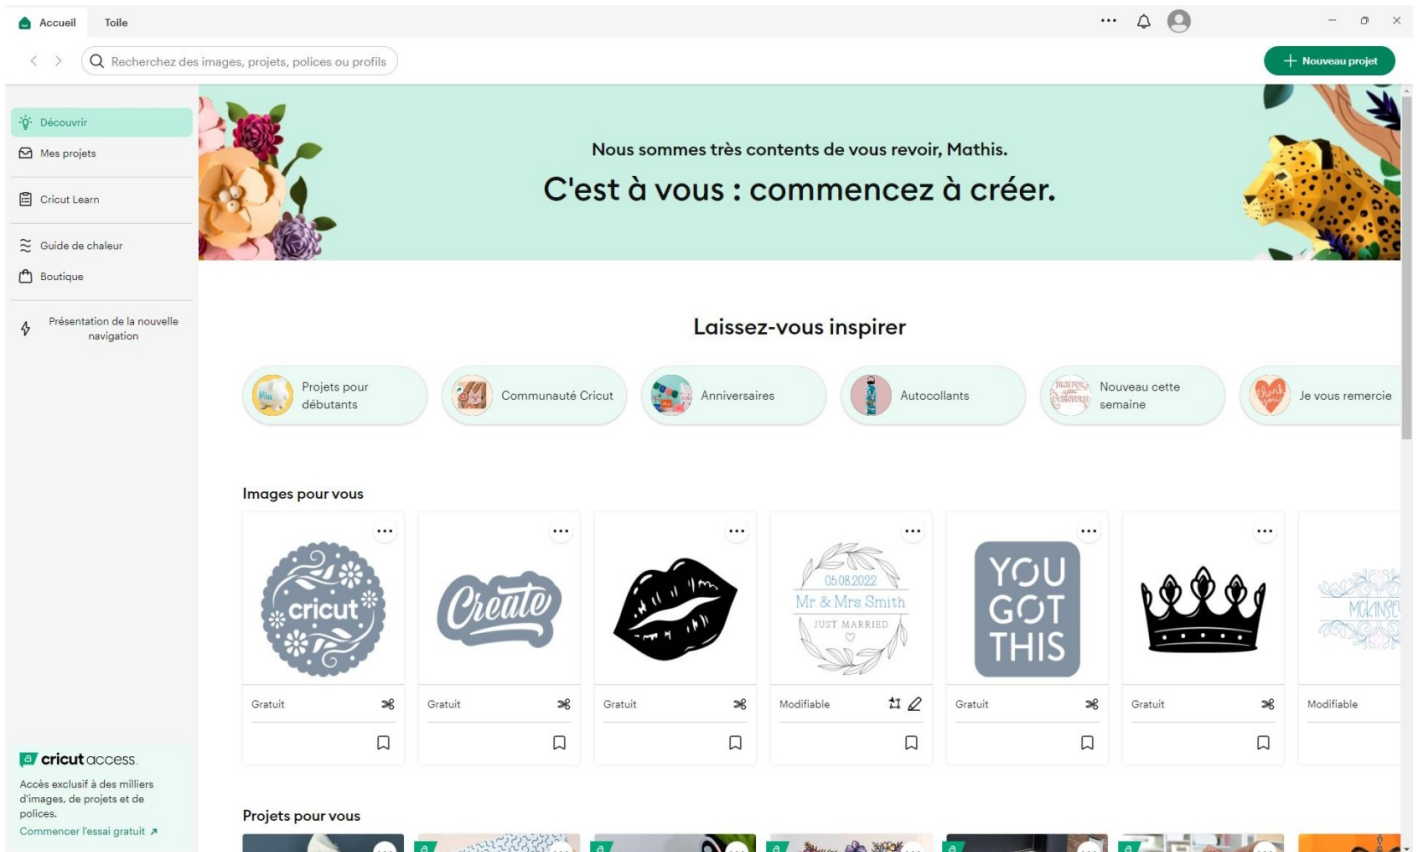 Accueil
Toile
Recherchez des images, projets, polices ou profils
Nouveau projet
Découvrir
Mes projets
Cricut Learn
Guide de chaleur
Boutique
Présentation de la nouvelle
navigation
Nous sommes très contents de vous revoir, Mathis.
C'est à vous : commencez à créer.
Laissez-vous inspirer
Projets pour
débutants
Communauté Cricut
Anniversaires
Autocollants
Nouveau cette
semaine
Je vous remercie
Images pour vous
cricut
Create
05.08.2022
Mr & Mrs Smith
JUST MARRIED
YOU
GOT
THIS
Gratuit
Gratuit
Gratuit
Modifiable
Gratuit
Gratuit
Modifiable
cricut access.
Accès exclusif à des milliers
d'images, de projets et de
polices.
Commencer l'essai gratuit
Projets pour vous